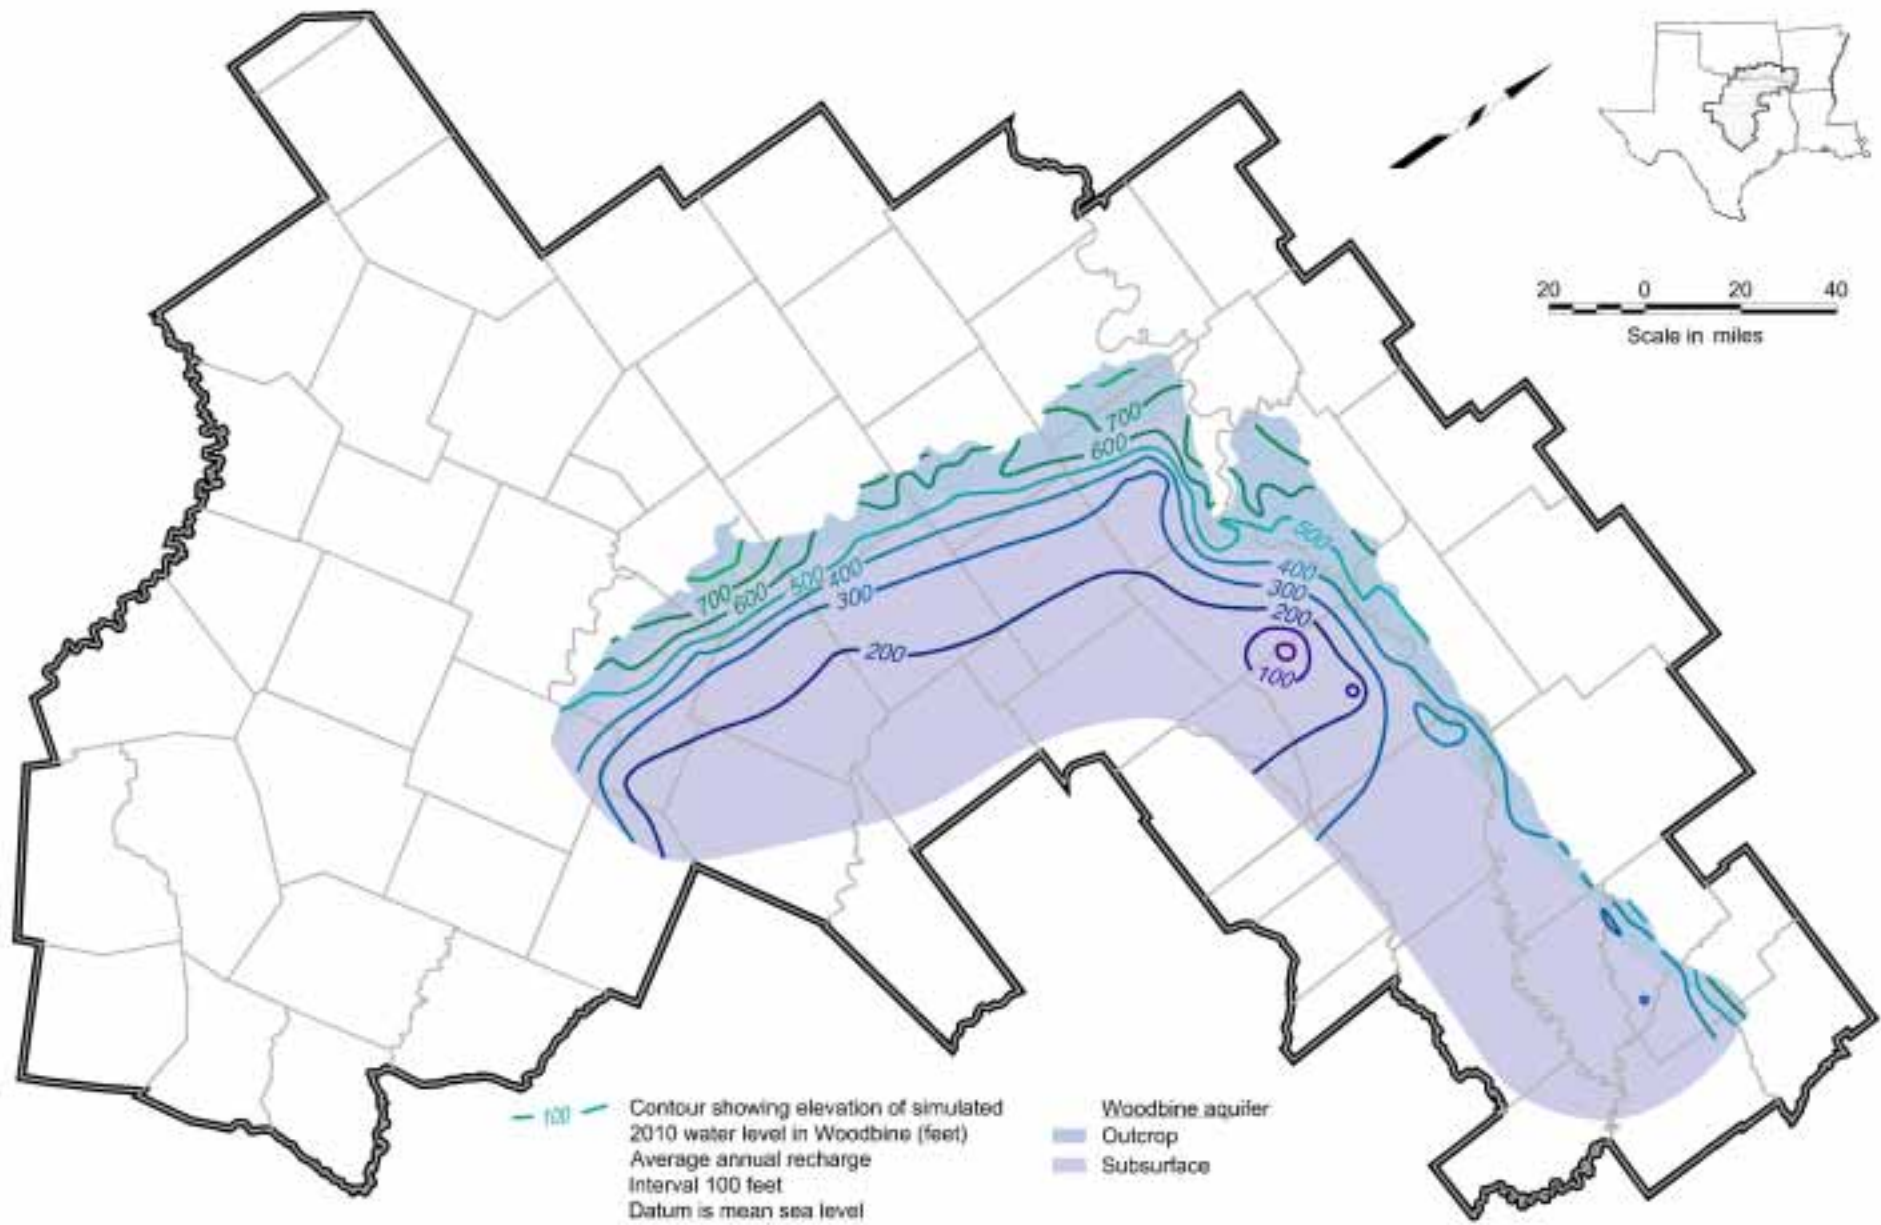 20 0 20 40
Scale in miles
700
600
500
400
300
200
100
700
600
500
400
300
200
100
Contour showing elevation of simulated
2010 water level in Woodbine (feet)
Average annual recharge
Interval 100 feet
Datum is mean sea level
Woodbine aquifer
Outcrop
Subsurface